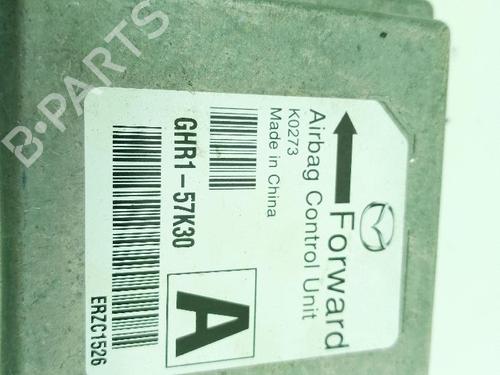 Forward
Airbag Control Unit
K0273
Made in China
GHR1-57K30
A
ERZC1526
B-PARTS